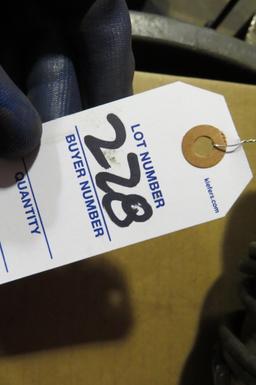 LOT NUMBER
228
BUYER NUMBER
QUANTITY
kiefers.com